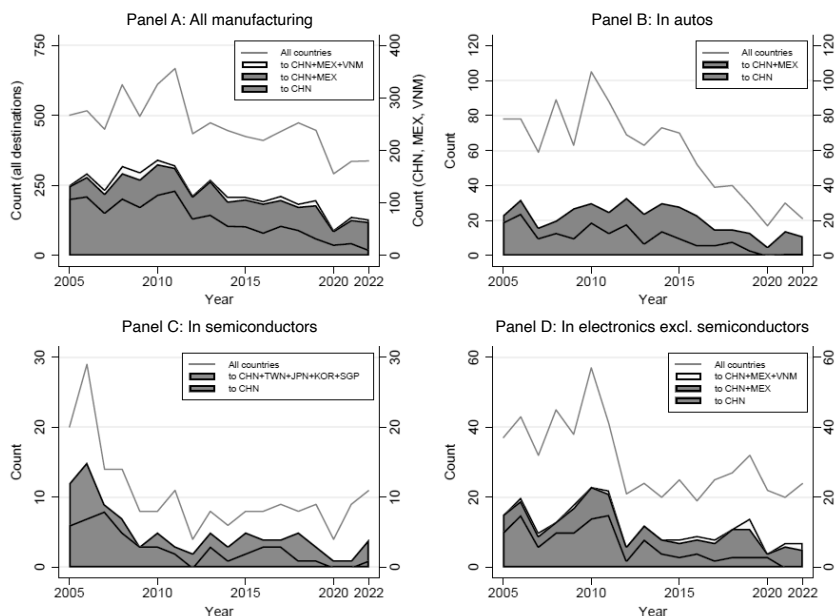 Panel A: All manufacturing
Count (all destinations)
0
250
500
750
All countries
to CHN+MEX+VNM
to CHN+MEX
to CHN
0
100
200
300
400
Count (CHN, MEX, VNM)
2005
2010
2015
2022
Year
Panel B: In autos
Count
0
20
40
60
80
100
120
All countries
to CHN+MEX
to CHN
0
20
40
60
80
100
120
2005
2010
2015
2020
2022
Year
Panel C: In semiconductors
Count
0
10
20
30
All countries
to CHN+TWN+JPN+KOR+SGP
to CHN
0
10
20
30
2005
2010
2015
2022
Year
Panel D: In electronics excl. semiconductors
Count
0
20
40
60
All countries
to CHN+MEX+VNM
to CHN+MEX
to CHN
0
20
40
60
2005
2010
2015
2022
Year